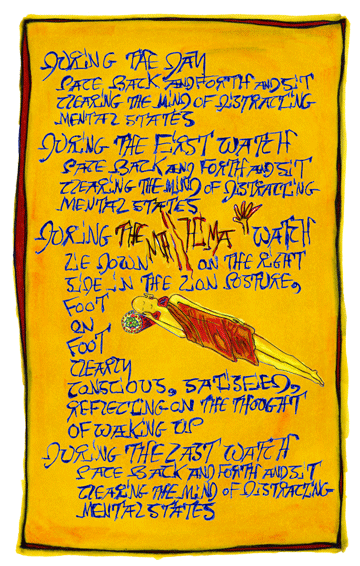 DURING THE DAY
PACE BACK AND FORTH AND SIT
CLEARING THE MIND OF DISTRACTING
MENTAL STATES
DURING THE FIRST WATCH
PACE BACK AND FORTH AND SIT
CLEARING THE MIND OF DISTRACTING
MENTAL STATES
DURING THE WATCH
LIE DOWN ON THE RIGHT
SIDE IN THE LION POSTURE,
FOOT
ON
FOOT
CLEARLY
CONSCIOUS,
REFLECTING ON THE THOUGHT
OF WAKING UP
DURING THE LAST WATCH
PACE BACK AND FORTH AND SIT
CLEARING THE MIND OF DISTRACTING
MENTAL STATES